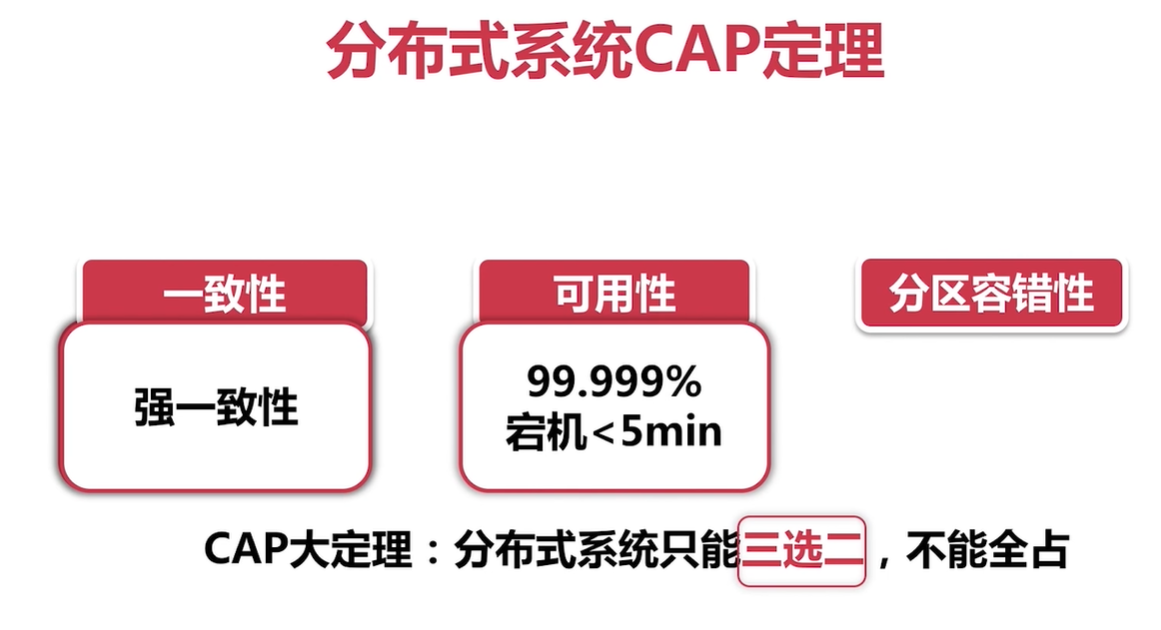 分布式系统CAP定理
一致性
强一致性
可用性
99.999%
宕机<5min
分区容错性
CAP大定理：分布式系统只能三选二，不能全占